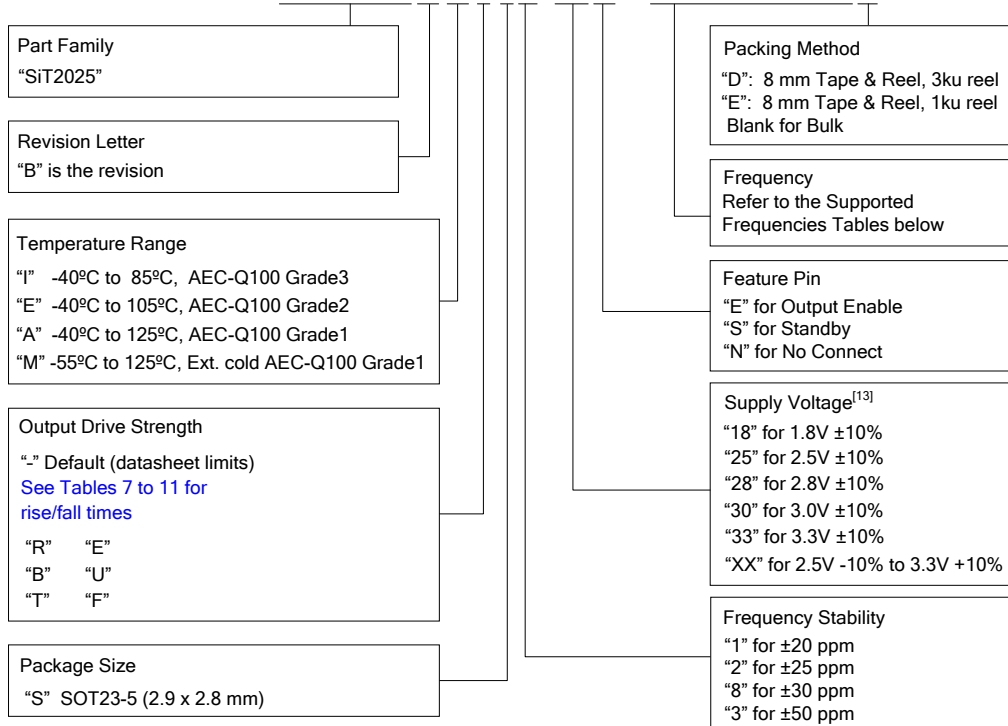 Part Family
“SiT2025”
Revision Letter
“B” is the revision
Temperature Range
“I” -40ºC to 85ºC, AEC-Q100 Grade3
“E” -40ºC to 105ºC, AEC-Q100 Grade2
“A” -40ºC to 125ºC, AEC-Q100 Grade1
“M” -55ºC to 125ºC, Ext. cold AEC-Q100 Grade1
Output Drive Strength
“-” Default (datasheet limits)
See Tables 7 to 11 for
rise/fall times
“R” “E”
“B” “U”
“T” “F”
Package Size
“S” SOT23-5 (2.9 x 2.8 mm)
Packing Method
“D”: 8 mm Tape & Reel, 3ku reel
“E”: 8 mm Tape & Reel, 1ku reel
Blank for Bulk
Frequency
Refer to the Supported
Frequencies Tables below
Feature Pin
“E” for Output Enable
“S” for Standby
“N” for No Connect
Supply Voltage[13]
“18” for 1.8V ±10%
“25” for 2.5V ±10%
“28” for 2.8V ±10%
“30” for 3.0V ±10%
“33” for 3.3V ±10%
“XX” for 2.5V -10% to 3.3V +10%
Frequency Stability
“1” for ±20 ppm
“2” for ±25 ppm
“8” for ±30 ppm
“3” for ±50 ppm